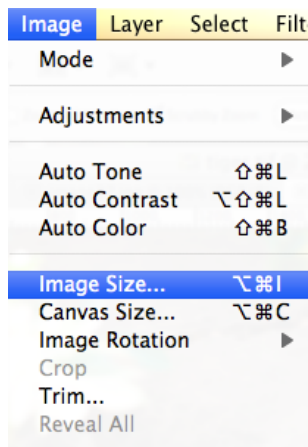 Image Layer Select Filt
Mode ▶
Adjustments ▶
Auto Tone ⇧⌘L
Auto Contrast ⌥⇧⌘L
Auto Color ⇧⌘B
Image Size... ⌥⌘I
Canvas Size... ⌥⌘C
Image Rotation ▶
Crop
Trim...
Reveal All